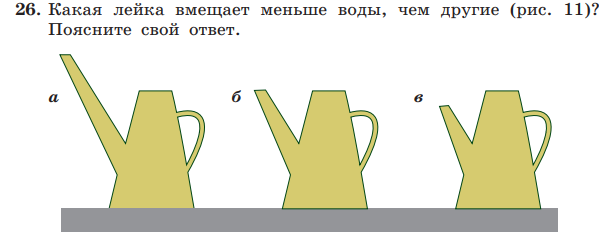 26. Какая лейка вмещает меньше воды, чем другие (рис. 11)?
Поясните свой ответ.
а б в